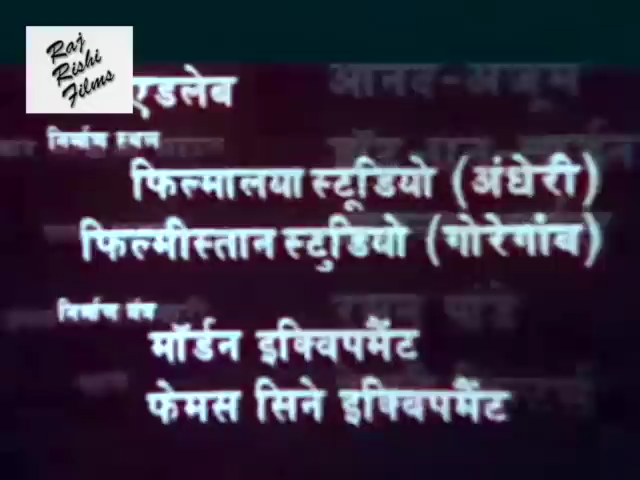 Raj
Rishi
Films
एडलेब
निर्माण स्थल
फिल्मालया स्टूडियो (अंधेरी)
फिल्मीस्तान स्टुडियो (गोरेगांव)
निर्माण यंत्र
मॉर्डन इक्विपमैंट
फेमस सिने इक्विपमैंट